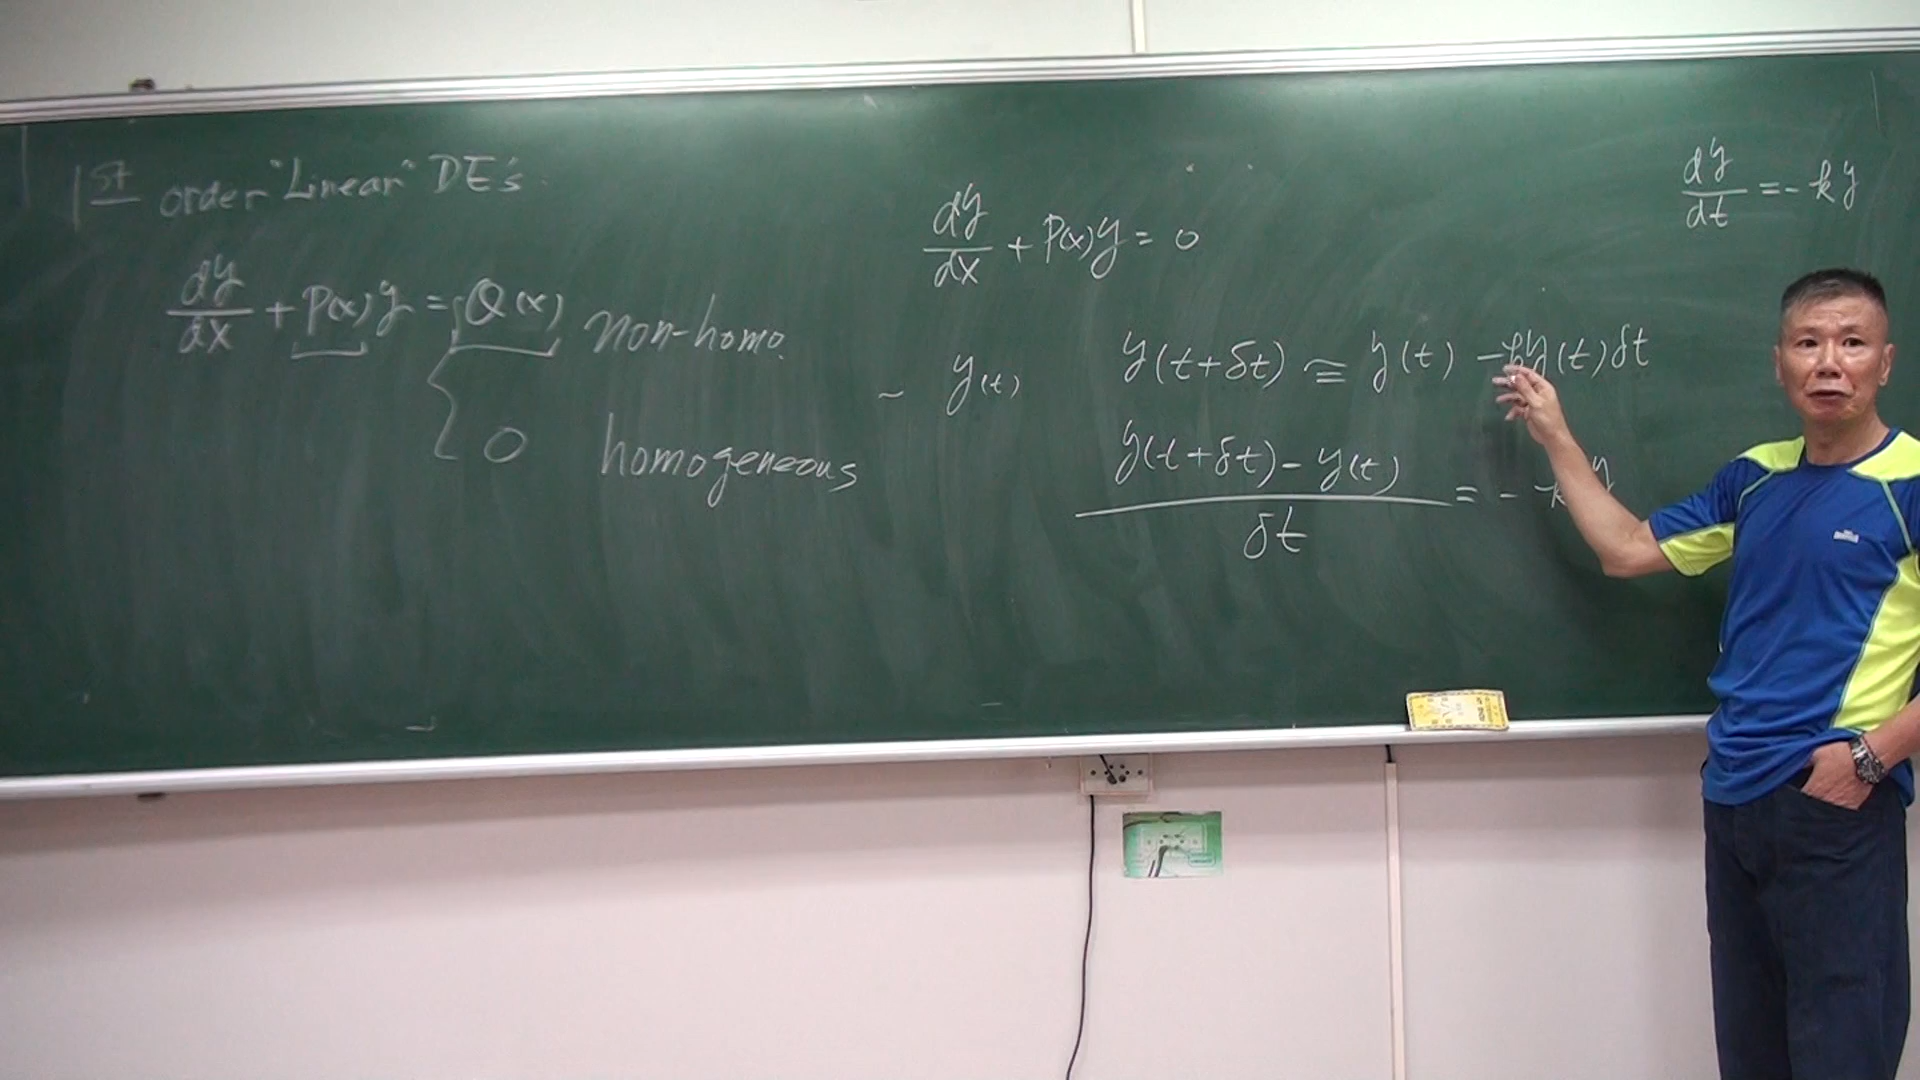 1st order "Linear" DE's.
dy/dx + P(x)y = Q(x) non-homo.
0 homogeneous
dy/dx + P(x)y = 0
~ y(t)
y(t+δt) ≅ y(t) - ky(t)δt
(y(t+δt) - y(t))/δt = - ky
dy/dt = - ky